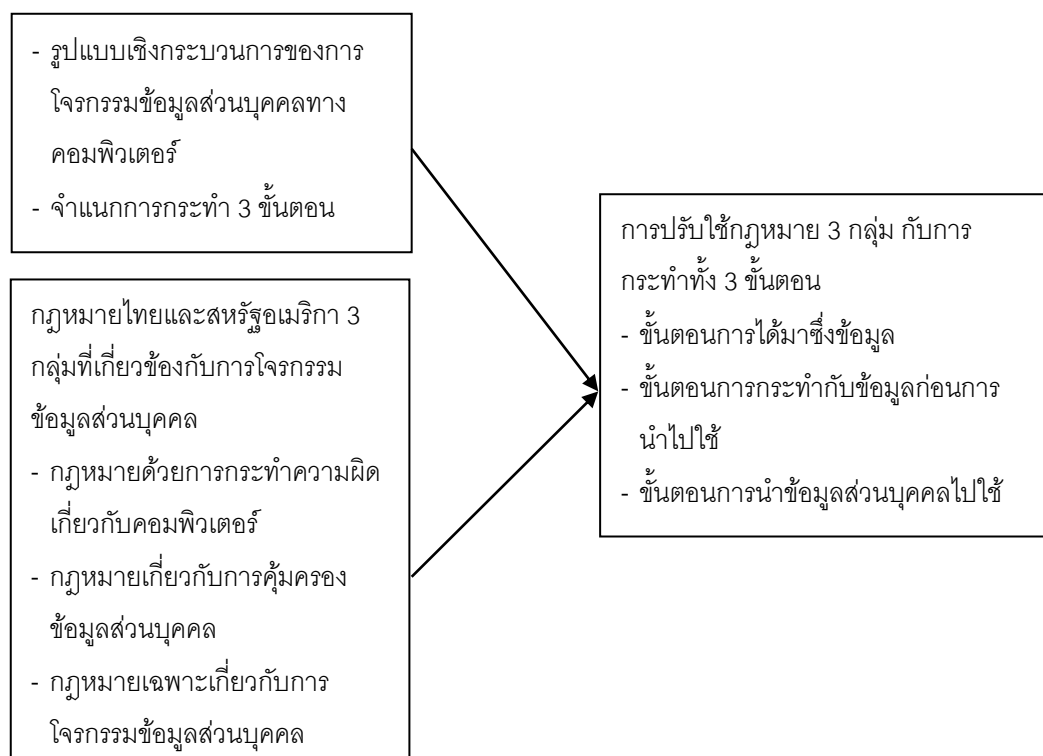 - รูปแบบเชิงกระบวนการของการ
โจรกรรมข้อมูลส่วนบุคคลทาง
คอมพิวเตอร์
- จำแนกการกระทำ 3 ขั้นตอน
กฎหมายไทยและสหรัฐอเมริกา 3
กลุ่มที่เกี่ยวข้องกับการโจรกรรม
ข้อมูลส่วนบุคคล
- กฎหมายด้วยการกระทำความผิด
เกี่ยวกับคอมพิวเตอร์
- กฎหมายเกี่ยวกับการคุ้มครอง
ข้อมูลส่วนบุคคล
- กฎหมายเฉพาะเกี่ยวกับการ
โจรกรรมข้อมูลส่วนบุคคล
การปรับใช้กฎหมาย 3 กลุ่ม กับการ
กระทำทั้ง 3 ขั้นตอน
- ขั้นตอนการได้มาซึ่งข้อมูล
- ขั้นตอนการกระทำกับข้อมูลก่อนการ
นำไปใช้
- ขั้นตอนการนำข้อมูลส่วนบุคคลไปใช้